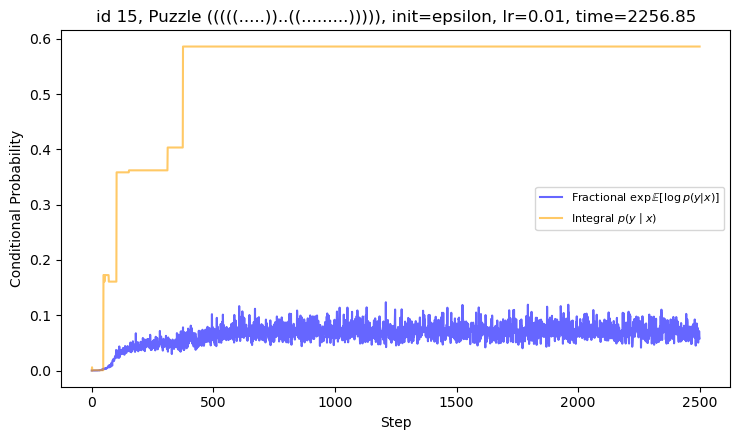 id 15, Puzzle (((((.....))..((.........))))), init=epsilon, lr=0.01, time=2256.85
0.6
0.5
0.4
0.3
0.2
0.1
0.0
Conditional Probability
Fractional exp𝔼[log p(y|x)]
Integral p(y | x)
0
500
1000
1500
2000
2500
Step